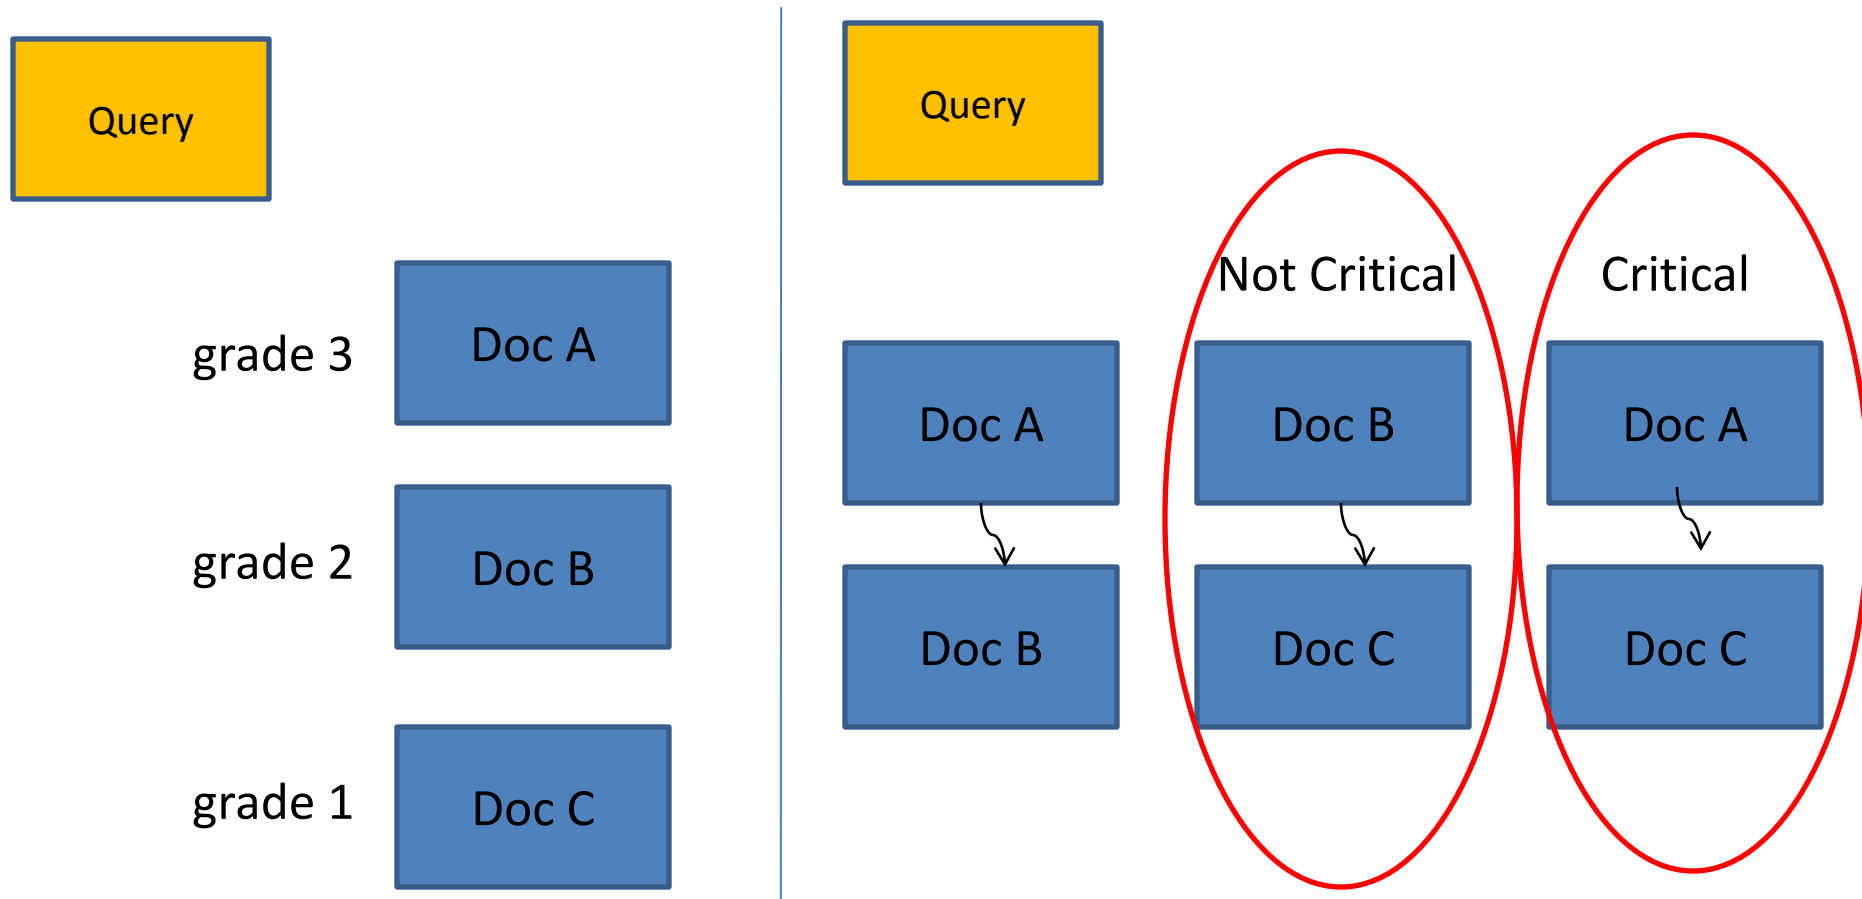 Query
grade 3
Doc A
grade 2
Doc B
grade 1
Doc C
Query
Not Critical
Critical
Doc A
Doc B
Doc A
Doc B
Doc C
Doc C